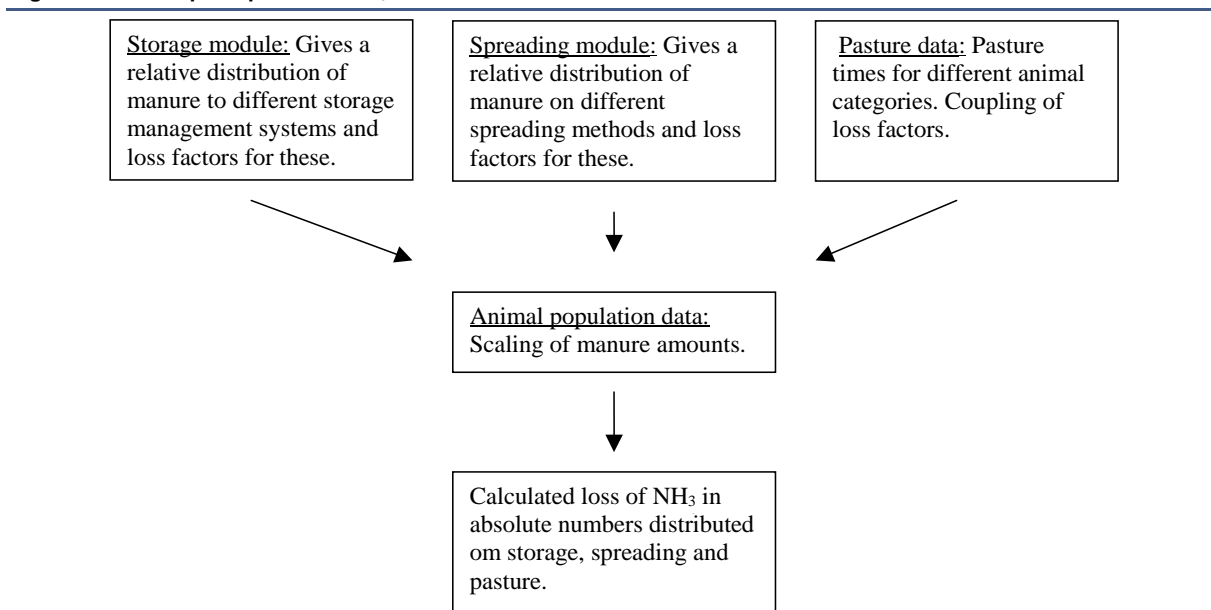 Storage module: Gives a
relative distribution of
manure to different storage
management systems and
loss factors for these.
Spreading module: Gives a
relative distribution of
manure on different
spreading methods and loss
factors for these.
Pasture data: Pasture
times for different animal
categories. Coupling of
loss factors.
Animal population data:
Scaling of manure amounts.
Calculated loss of NH₃ in
absolute numbers distributed
om storage, spreading and
pasture.